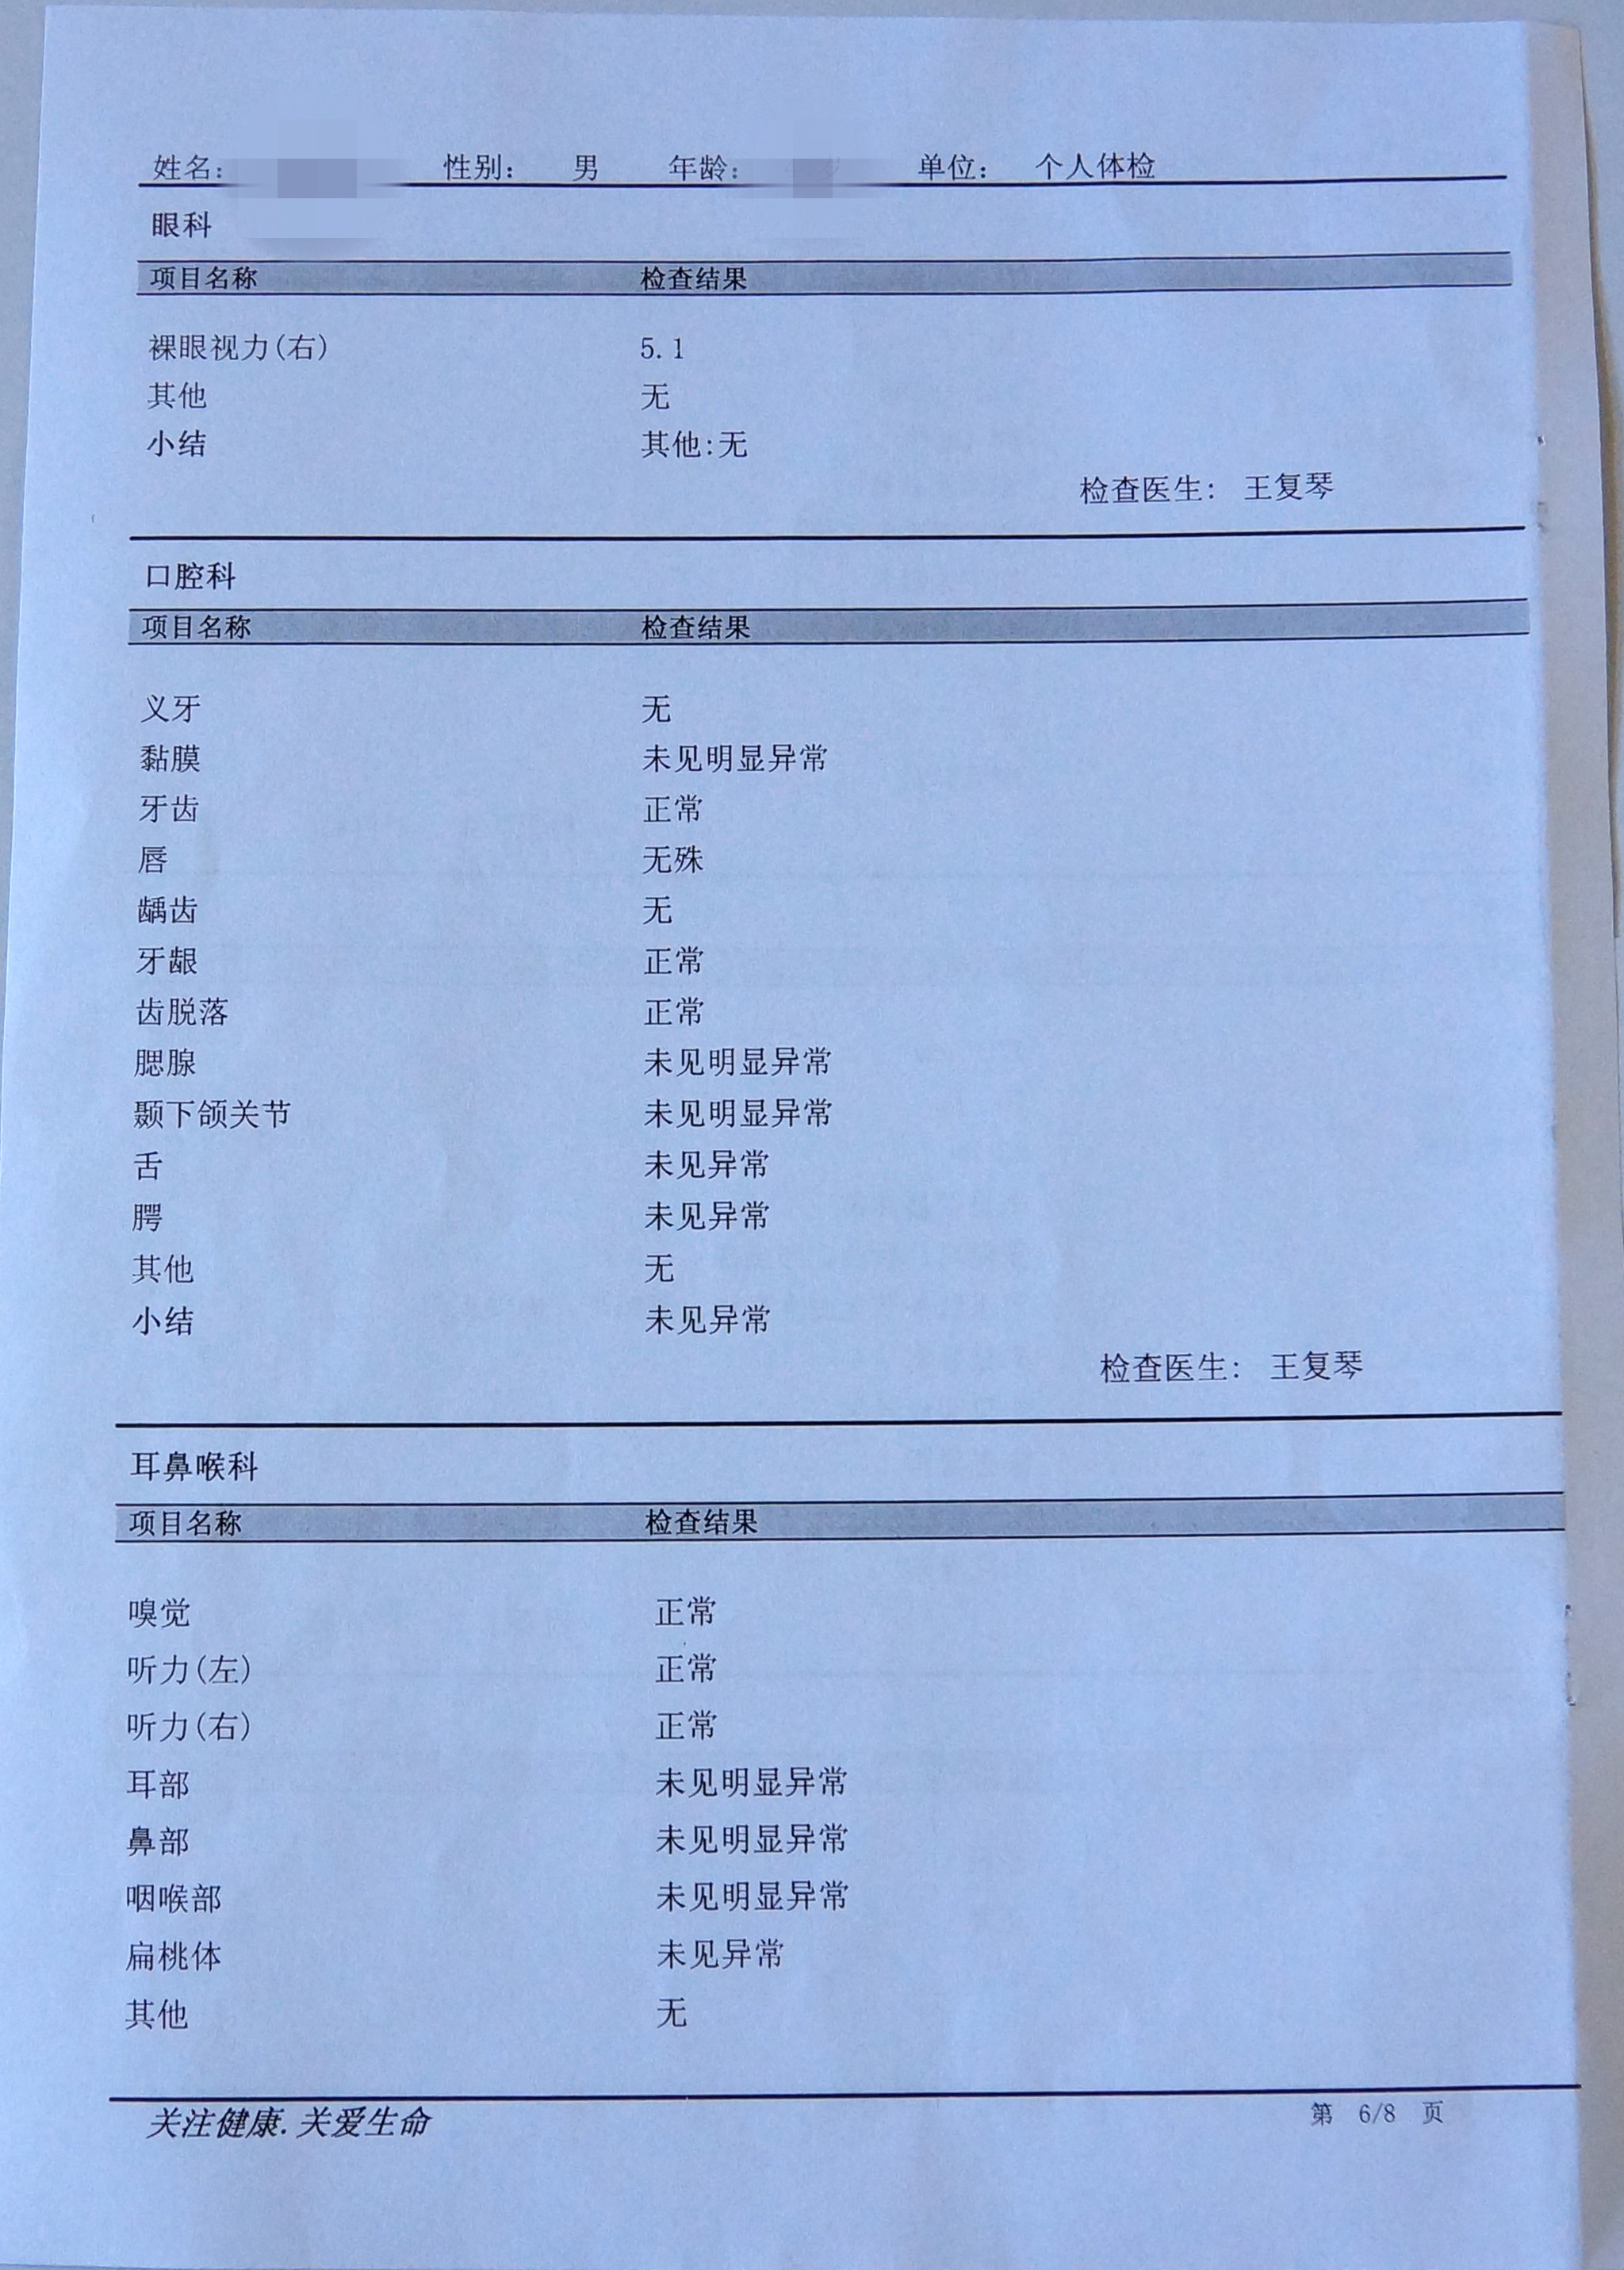 姓名: 性别: 男 年龄: 单位: 个人体检
眼科
项目名称 检查结果
裸眼视力(右) 5.1
其他 无
小结 其他:无
检查医生: 王复琴
口腔科
项目名称 检查结果
义牙 无
黏膜 未见明显异常
牙齿 正常
唇 无殊
龋齿 无
牙龈 正常
齿脱落 正常
腮腺 未见明显异常
颞下颌关节 未见明显异常
舌 未见异常
腭 未见异常
其他 无
小结 未见异常
检查医生: 王复琴
耳鼻喉科
项目名称 检查结果
嗅觉 正常
听力(左) 正常
听力(右) 正常
耳部 未见明显异常
鼻部 未见明显异常
咽喉部 未见明显异常
扁桃体 未见异常
其他 无
关注健康.关爱生命 第 6/8 页